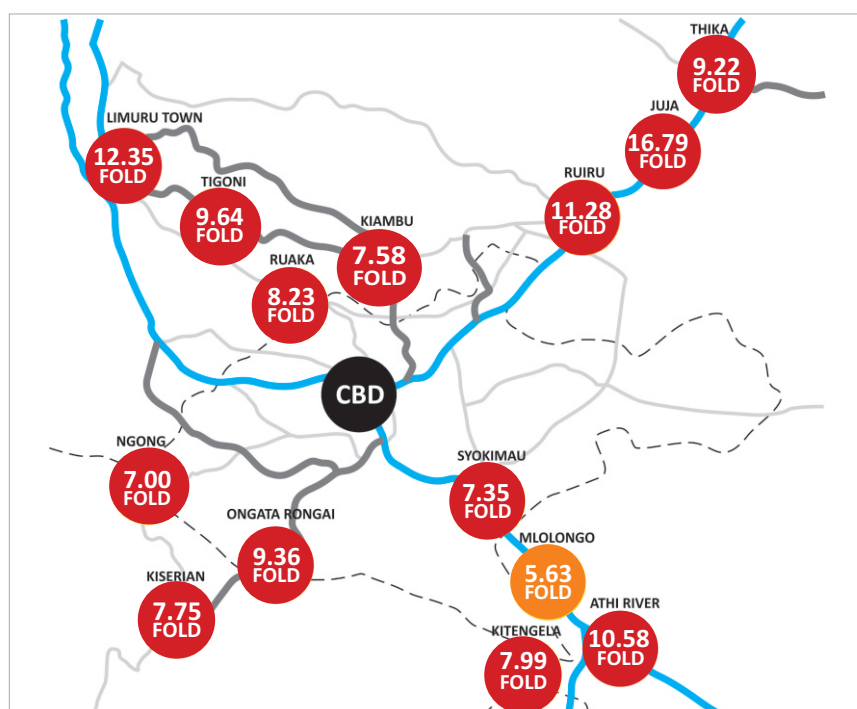 THIKA
9.22
FOLD
JUJA
16.79
FOLD
LIMURU TOWN
12.35
FOLD
RUIRU
11.28
FOLD
TIGONI
9.64
FOLD
KIAMBU
7.58
FOLD
RUAKA
8.23
FOLD
CBD
NGONG
7.00
FOLD
SYOKIMAU
7.35
FOLD
ONGATA RONGAI
9.36
FOLD
MLOLONGO
5.63
FOLD
KISERIAN
7.75
FOLD
ATHI RIVER
10.58
FOLD
KITENGELA
7.99
FOLD